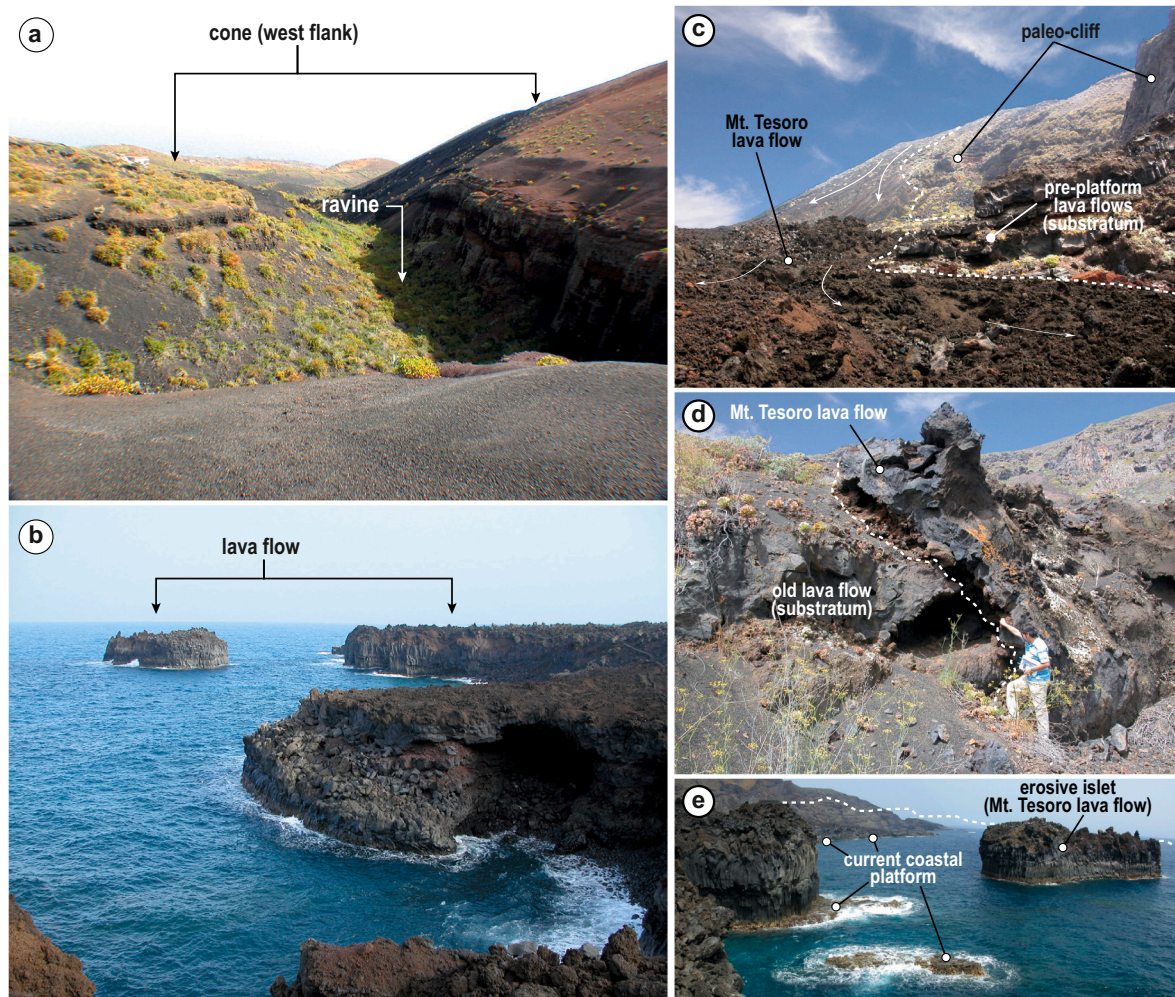 a
cone (west flank)
ravine
b
lava flow
c
paleo-cliff
Mt. Tesoro
lava flow
pre-platform
lava flows
(substratum)
d
Mt. Tesoro lava flow
old lava flow
(substratum)
e
erosive islet
(Mt. Tesoro lava flow)
current coastal
platform